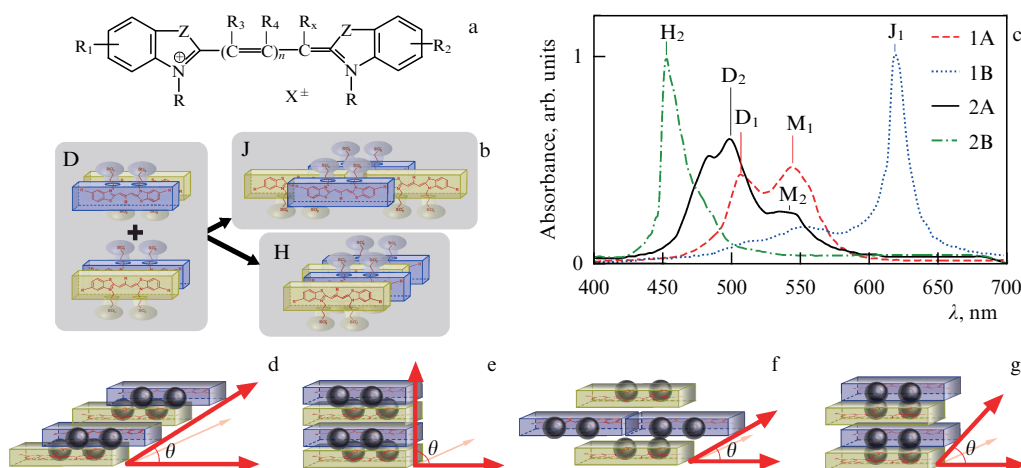 a
R₃ R₄ Rₓ
R₁ Z (C=C)ₙ C Z R₂
⊕
N N
R X± R
b
D
J
+
H
c
Absorbance, arb. units
1
0
H₂
D₂
D₁
M₁
M₂
J₁
1A
1B
2A
2B
400 450 500 550 600 650 700
λ, nm
d
θ
e
θ
f
θ
g
θ